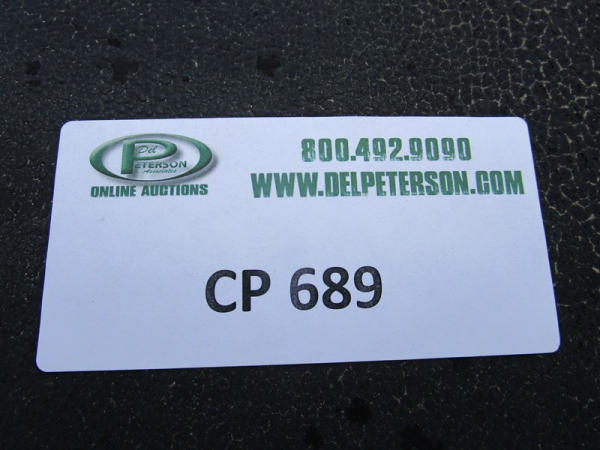 Del
PETERSON
Associates
ONLINE AUCTIONS
800.492.9090
WWW.DELPETERSON.COM
CP 689